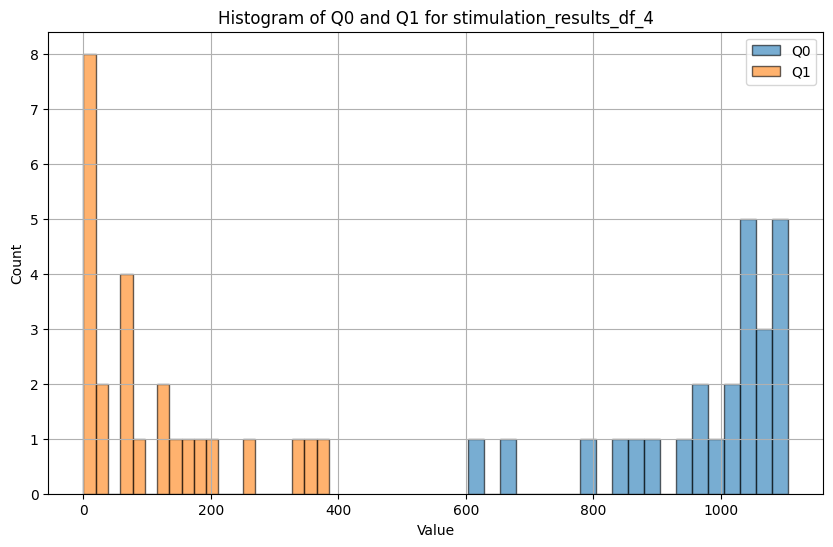 Histogram of Q0 and Q1 for stimulation_results_df_4
Q0
Q1
8
7
6
5
4
3
2
1
0
Count
0 200 400 600 800 1000
Value